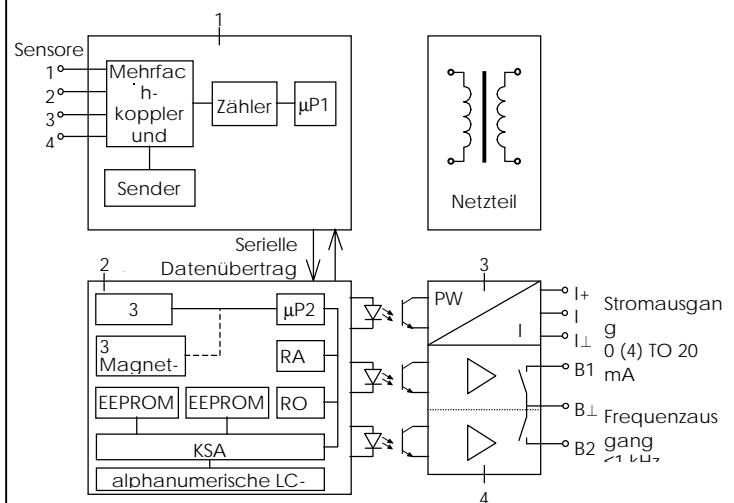 1
Sensore
1
2
3
4
Mehrfac
h-
koppler
und
Zähler
µP1
Sender
Netzteil
Serielle
Datenübertrag
2
3
µP2
3
Magnet-
RA
EEPROM
EEPROM
RO
KSA
alphanumerische LC-
3
PW
I
I+
I
I⊥
Stromausgan
g
0 (4) TO 20
mA
B1
B⊥
B2
Frequenzaus
gang
<1 kHz
4